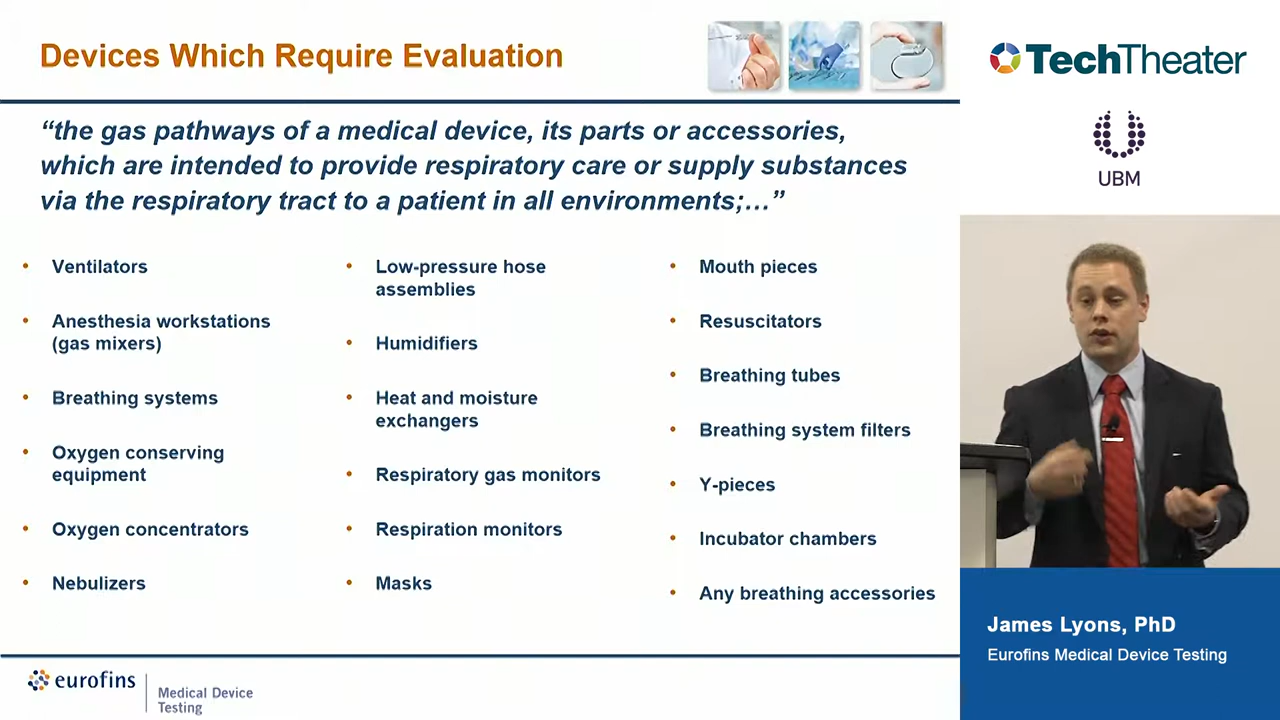 Devices Which Require Evaluation
“the gas pathways of a medical device, its parts or accessories,
which are intended to provide respiratory care or supply substances
via the respiratory tract to a patient in all environments;…”
• Ventilators
• Anesthesia workstations
(gas mixers)
• Breathing systems
• Oxygen conserving
equipment
• Oxygen concentrators
• Nebulizers
• Low-pressure hose
assemblies
• Humidifiers
• Heat and moisture
exchangers
• Respiratory gas monitors
• Respiration monitors
• Masks
• Mouth pieces
• Resuscitators
• Breathing tubes
• Breathing system filters
• Y-pieces
• Incubator chambers
• Any breathing accessories
eurofins
Medical Device
Testing
TechTheater
UBM
James Lyons, PhD
Eurofins Medical Device Testing